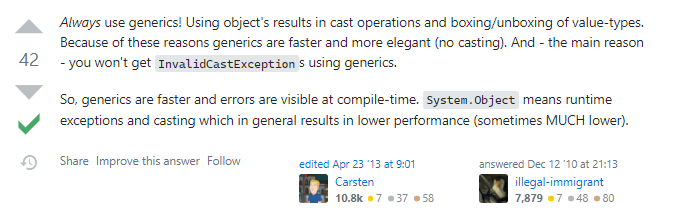 Always use generics! Using object's results in cast operations and boxing/unboxing of value-types.
Because of these reasons generics are faster and more elegant (no casting). And - the main reason
- you won't get InvalidCastExceptions using generics.
42
So, generics are faster and errors are visible at compile-time. System.Object means runtime
exceptions and casting which in general results in lower performance (sometimes MUCH lower).
Share Improve this answer Follow
edited Apr 23 '13 at 9:01
Carsten
10.8k 7 37 58
answered Dec 12 '10 at 21:13
illegal-immigrant
7,879 7 48 80